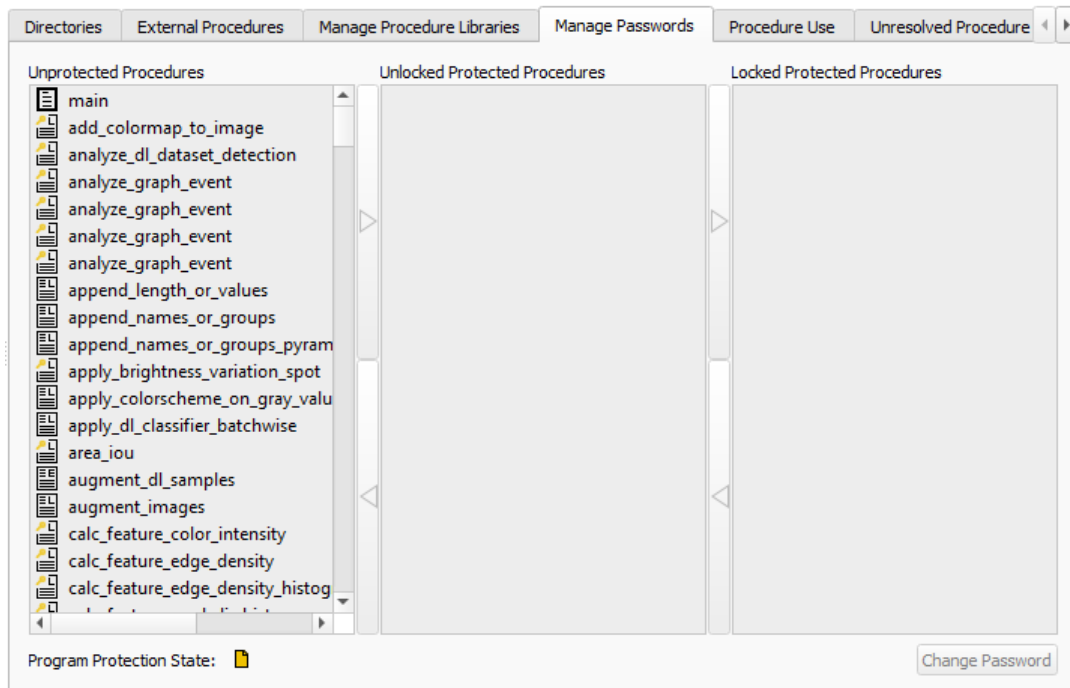 Directories External Procedures Manage Procedure Libraries Manage Passwords Procedure Use Unresolved Procedure
Unprotected Procedures Unlocked Protected Procedures Locked Protected Procedures
main
add_colormap_to_image
analyze_dl_dataset_detection
analyze_graph_event
analyze_graph_event
analyze_graph_event
analyze_graph_event
append_length_or_values
append_names_or_groups
append_names_or_groups_pyram
apply_brightness_variation_spot
apply_colorscheme_on_gray_valu
apply_dl_classifier_batchwise
area_iou
augment_dl_samples
augment_images
calc_feature_color_intensity
calc_feature_edge_density
calc_feature_edge_density_histog
Program Protection State: Change Password